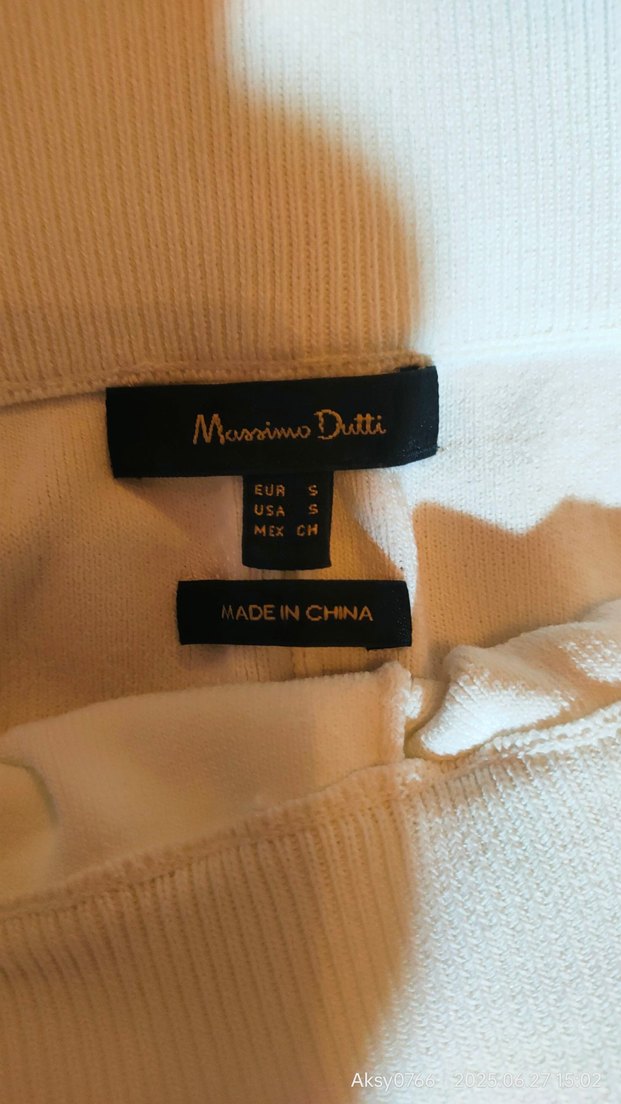 Massimo Dutti
EUR S
USA S
MEX CH
MADE IN CHINA
Aksy0766 2025.06.27 15:02